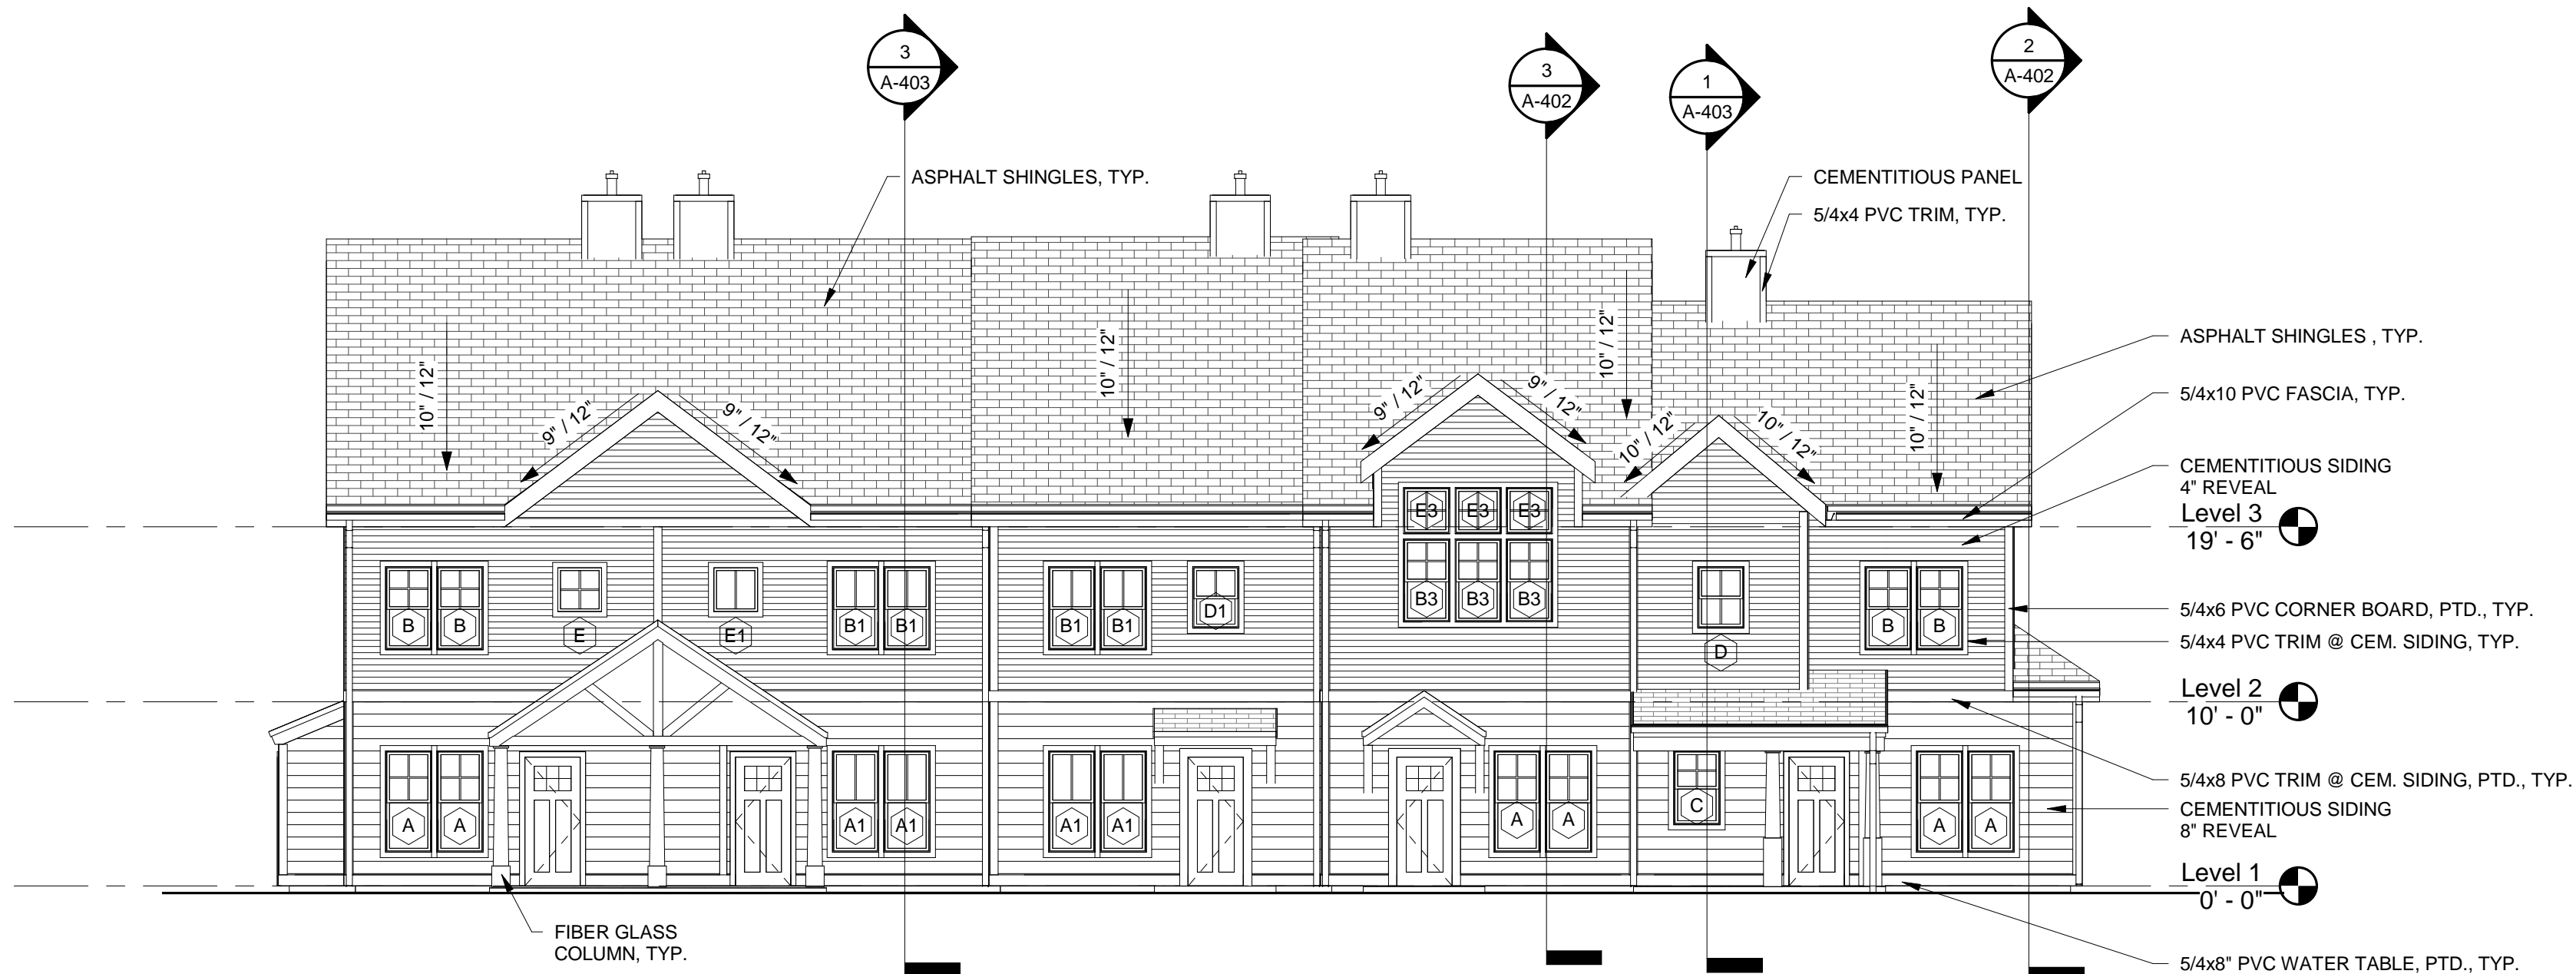 3
A-403
3
A-402
1
A-403
2
A-402
ASPHALT SHINGLES, TYP.
CEMENTITIOUS PANEL
5/4x4 PVC TRIM, TYP.
10" / 12"
9" / 12"
9" / 12"
10" / 12"
9" / 12"
9" / 12"
10" / 12"
10" / 12"
10" / 12"
10" / 12"
ASPHALT SHINGLES , TYP.
5/4x10 PVC FASCIA, TYP.
CEMENTITIOUS SIDING
4" REVEAL
Level 3
19' - 6"
E3 E3 E3
B B E E1 B1 B1 B1 B1 D1 B3 B3 B3 D B B
5/4x6 PVC CORNER BOARD, PTD., TYP.
5/4x4 PVC TRIM @ CEM. SIDING, TYP.
Level 2
10' - 0"
5/4x8 PVC TRIM @ CEM. SIDING, PTD., TYP.
CEMENTITIOUS SIDING
8" REVEAL
A A A1 A1 A1 A1 A A C A A
Level 1
0' - 0"
FIBER GLASS
COLUMN, TYP.
5/4x8" PVC WATER TABLE, PTD., TYP.